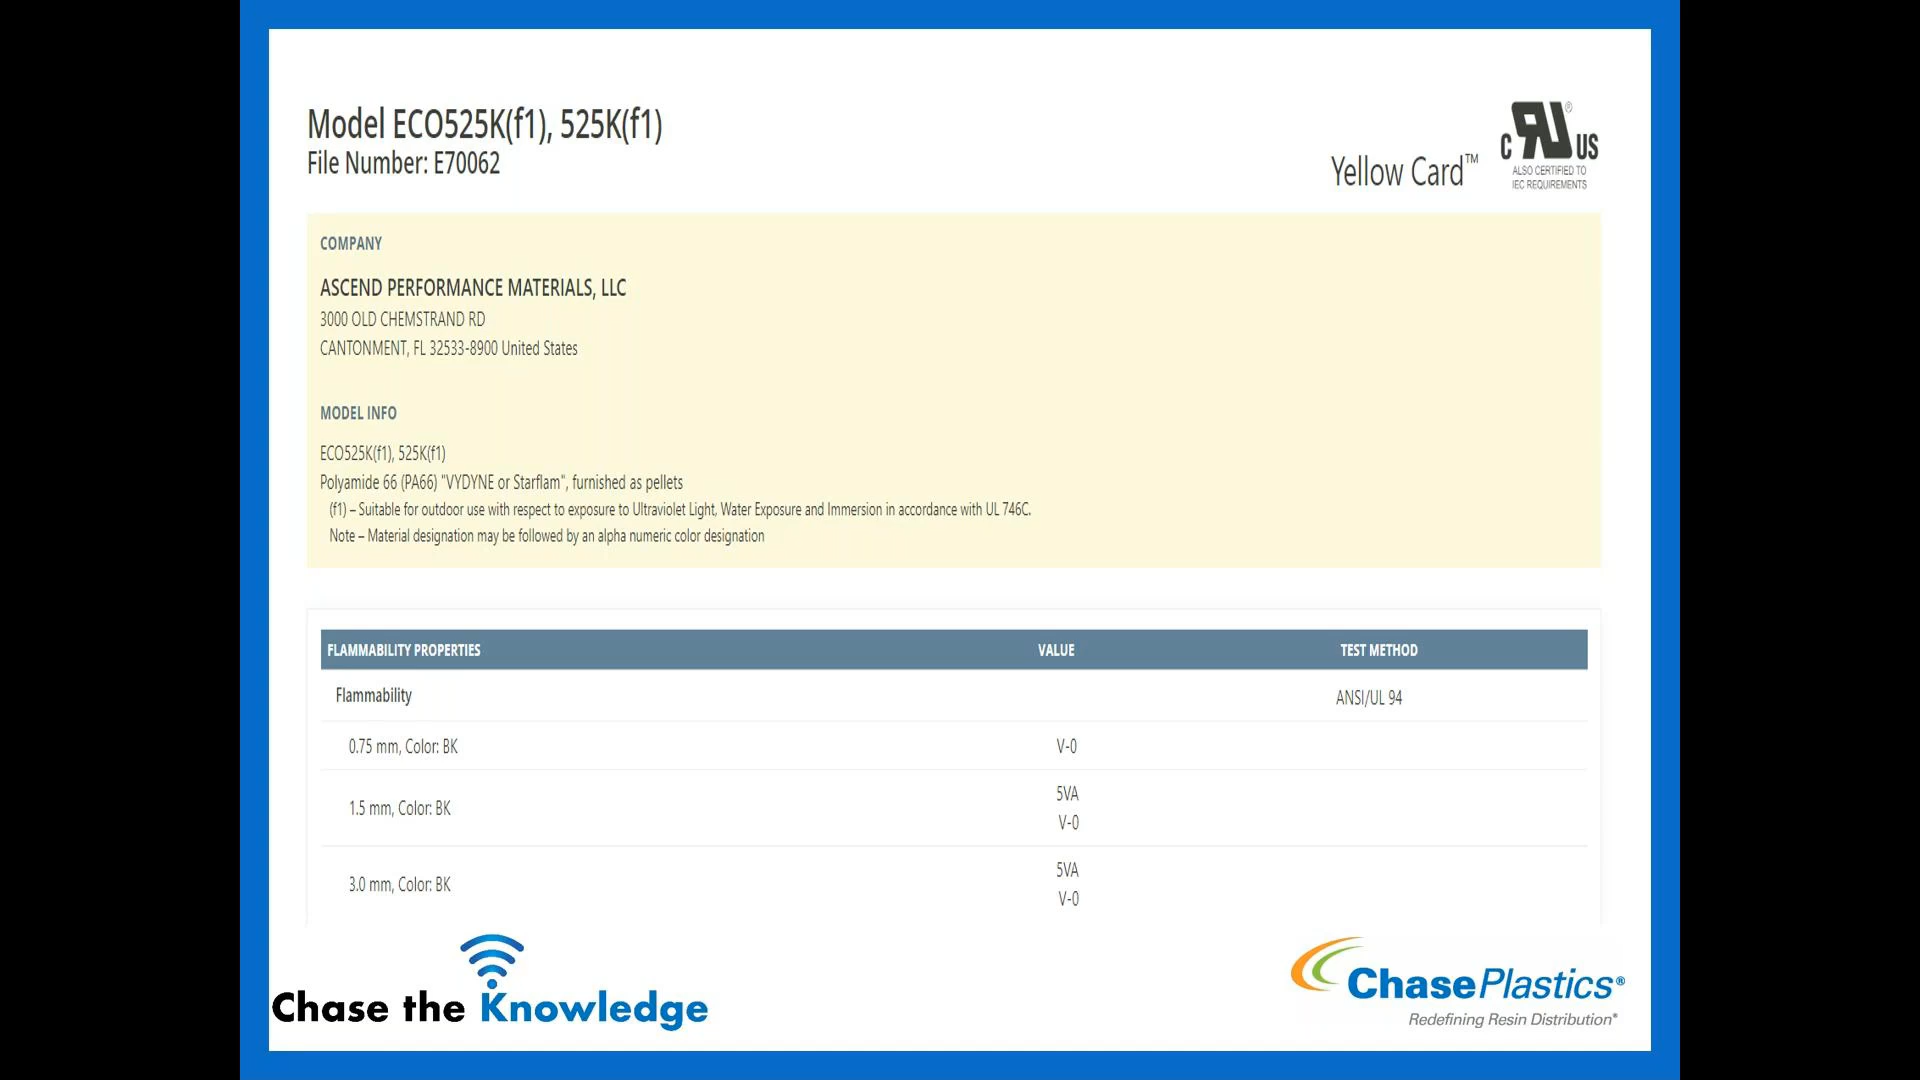 Model ECO525K(f1), 525K(f1)
File Number: E70062
Yellow Card™
C RU® US
ALSO CERTIFIED TO
IEC REQUIREMENTS
COMPANY
ASCEND PERFORMANCE MATERIALS, LLC
3000 OLD CHEMSTRAND RD
CANTONMENT, FL 32533-8900 United States
MODEL INFO
ECO525K(f1), 525K(f1)
Polyamide 66 (PA66) "VYDYNE or Starflam", furnished as pellets
(f1) – Suitable for outdoor use with respect to exposure to Ultraviolet Light, Water Exposure and Immersion in accordance with UL 746C.
Note – Material designation may be followed by an alpha numeric color designation
FLAMMABILITY PROPERTIES VALUE TEST METHOD
Flammability ANSI/UL 94
0.75 mm, Color: BK V-0
1.5 mm, Color: BK 5VA
V-0
3.0 mm, Color: BK 5VA
V-0
Chase the Knowledge
ChasePlastics®
Redefining Resin Distribution®